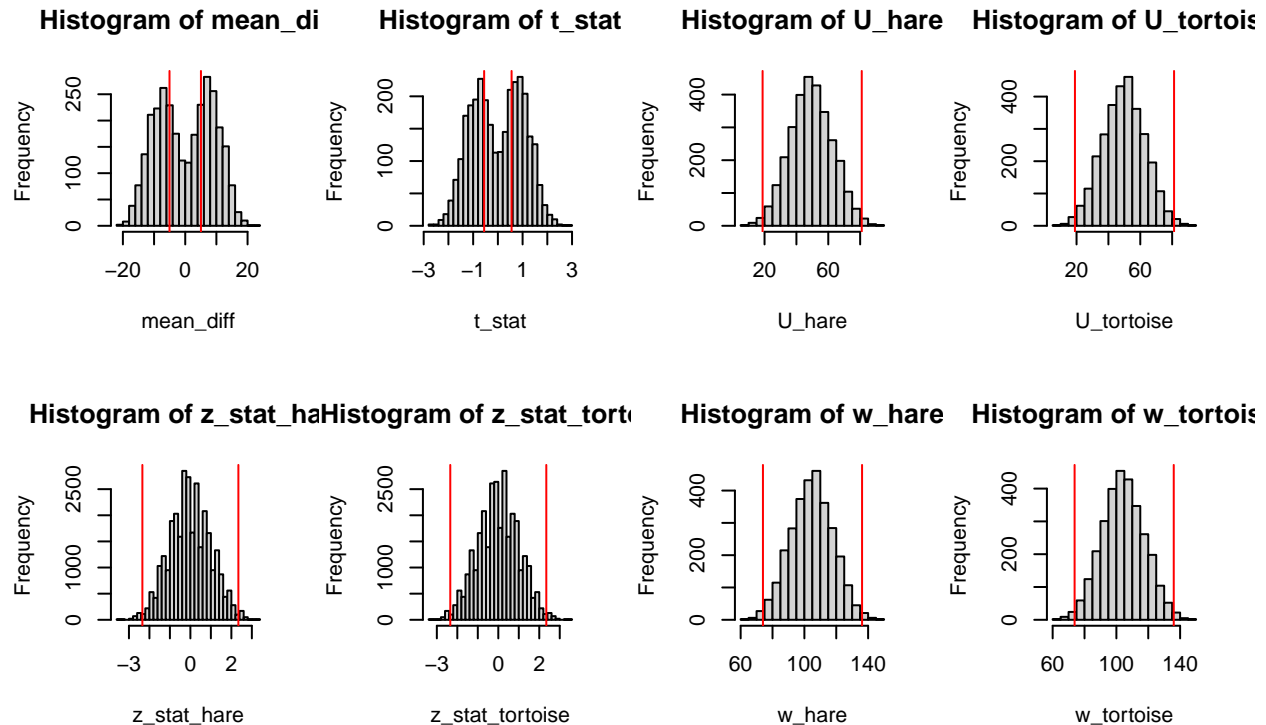 Histogram of mean_di
Histogram of t_stat
Histogram of U_hare
Histogram of U_tortois
Frequency
0
100
250
−20
0
20
mean_diff
Frequency
0
100
200
−3
−1
1
3
t_stat
Frequency
0
200
400
20
60
U_hare
Frequency
0
200
400
20
60
U_tortoise
Histogram of z_stat_ha
Histogram of z_stat_torto
Histogram of w_hare
Histogram of w_tortois
Frequency
0
1000
2500
−3
0
2
z_stat_hare
Frequency
0
1000
2500
−3
0
2
z_stat_tortoise
Frequency
0
200
400
60
100
140
w_hare
Frequency
0
200
400
60
100
140
w_tortoise